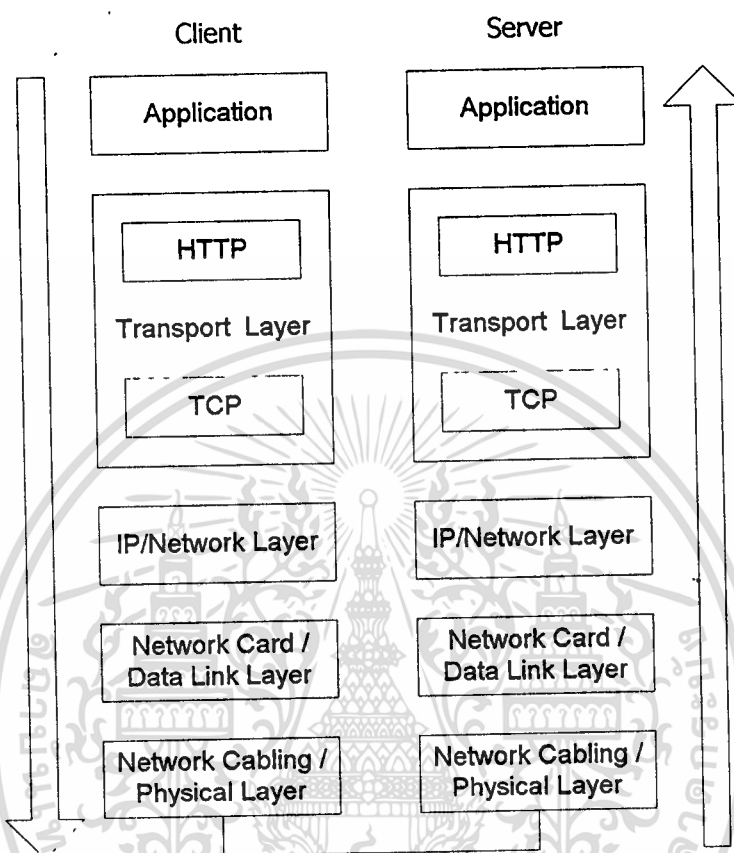 Client
Server
Application
Application
HTTP
HTTP
Transport Layer
Transport Layer
TCP
TCP
IP/Network Layer
IP/Network Layer
Network Card /
Data Link Layer
Network Card /
Data Link Layer
Network Cabling /
Physical Layer
Network Cabling /
Physical Layer